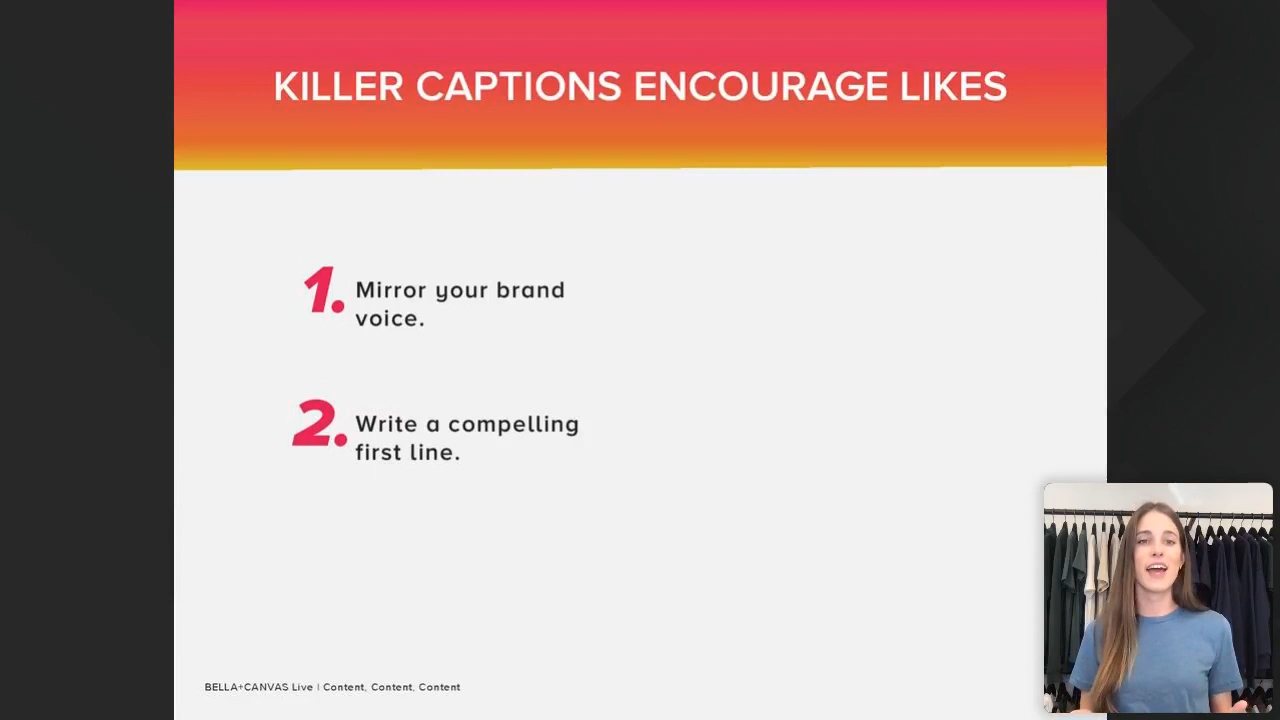 KILLER CAPTIONS ENCOURAGE LIKES
1. Mirror your brand
voice.
2. Write a compelling
first line.
BELLA+CANVAS Live | Content, Content, Content